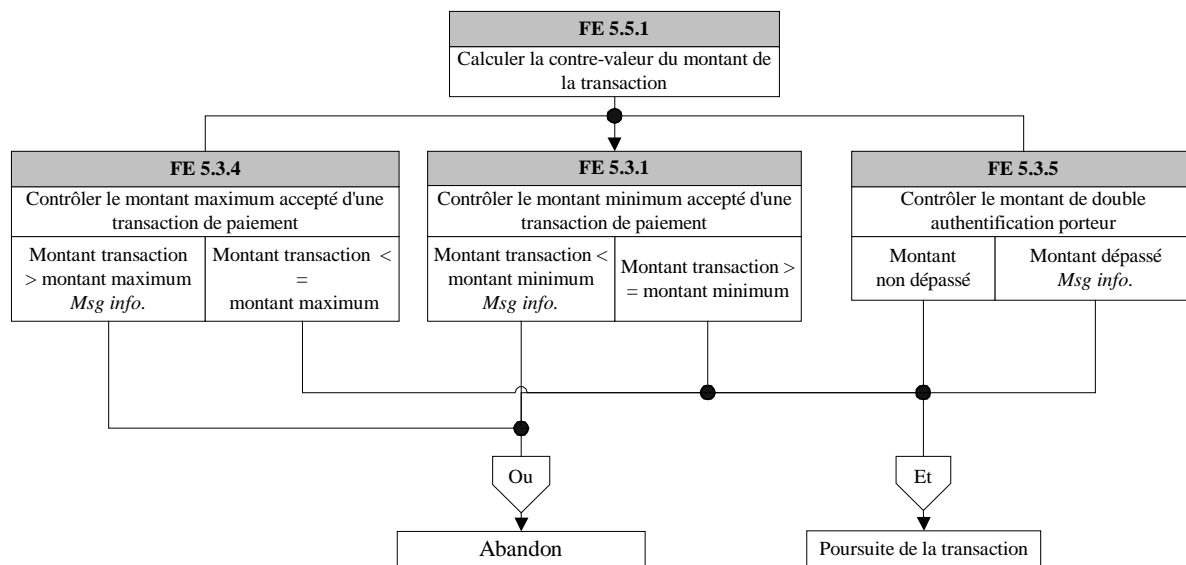 FE 5.5.1
Calculer la contre-valeur du montant de
la transaction
FE 5.3.4
Contrôler le montant maximum accepté d'une
transaction de paiement
Montant transaction
> montant maximum
Msg info.
Montant transaction <
=
montant maximum
FE 5.3.1
Contrôler le montant minimum accepté d'une
transaction de paiement
Montant transaction <
montant minimum
Msg info.
Montant transaction >
= montant minimum
FE 5.3.5
Contrôler le montant de double
authentification porteur
Montant
non dépassé
Montant dépassé
Msg info.
Ou
Et
Abandon
Poursuite de la transaction